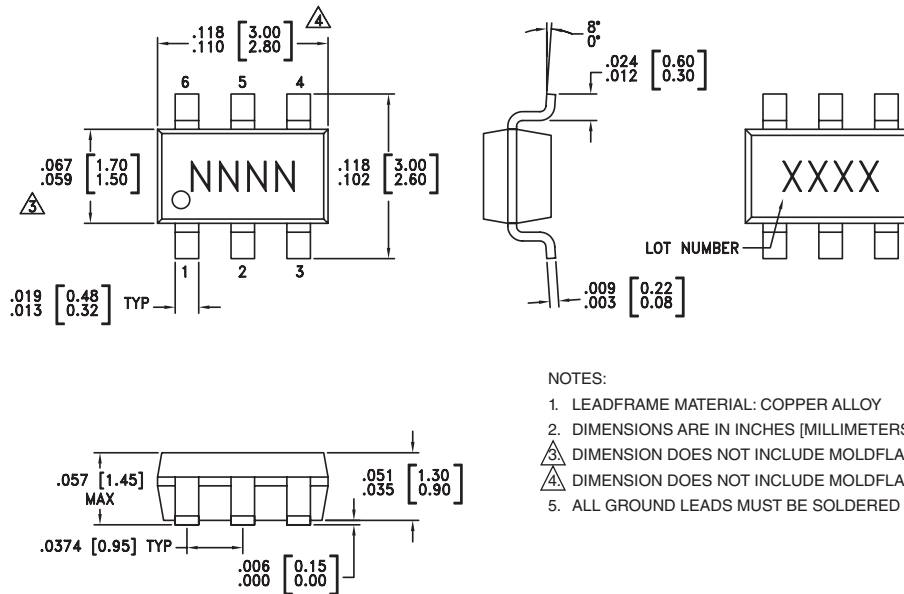 .118 [3.00]
.110 [2.80]
4
6 5 4
.067 [1.70]
.059 [1.50]
3
NNNN
.118 [3.00]
.102 [2.60]
1 2 3
.019 [0.48] TYP
.013 [0.32]
8°
0°
.024 [0.60]
.012 [0.30]
.009 [0.22]
.003 [0.08]
XXXX
LOT NUMBER
.057 [1.45]
MAX
.051 [1.30]
.035 [0.90]
.0374 [0.95] TYP
.006 [0.15]
.000 [0.00]
NOTES:
1. LEADFRAME MATERIAL: COPPER ALLOY
2. DIMENSIONS ARE IN INCHES [MILLIMETERS
3. DIMENSION DOES NOT INCLUDE MOLDFLA
4. DIMENSION DOES NOT INCLUDE MOLDFLA
5. ALL GROUND LEADS MUST BE SOLDERED